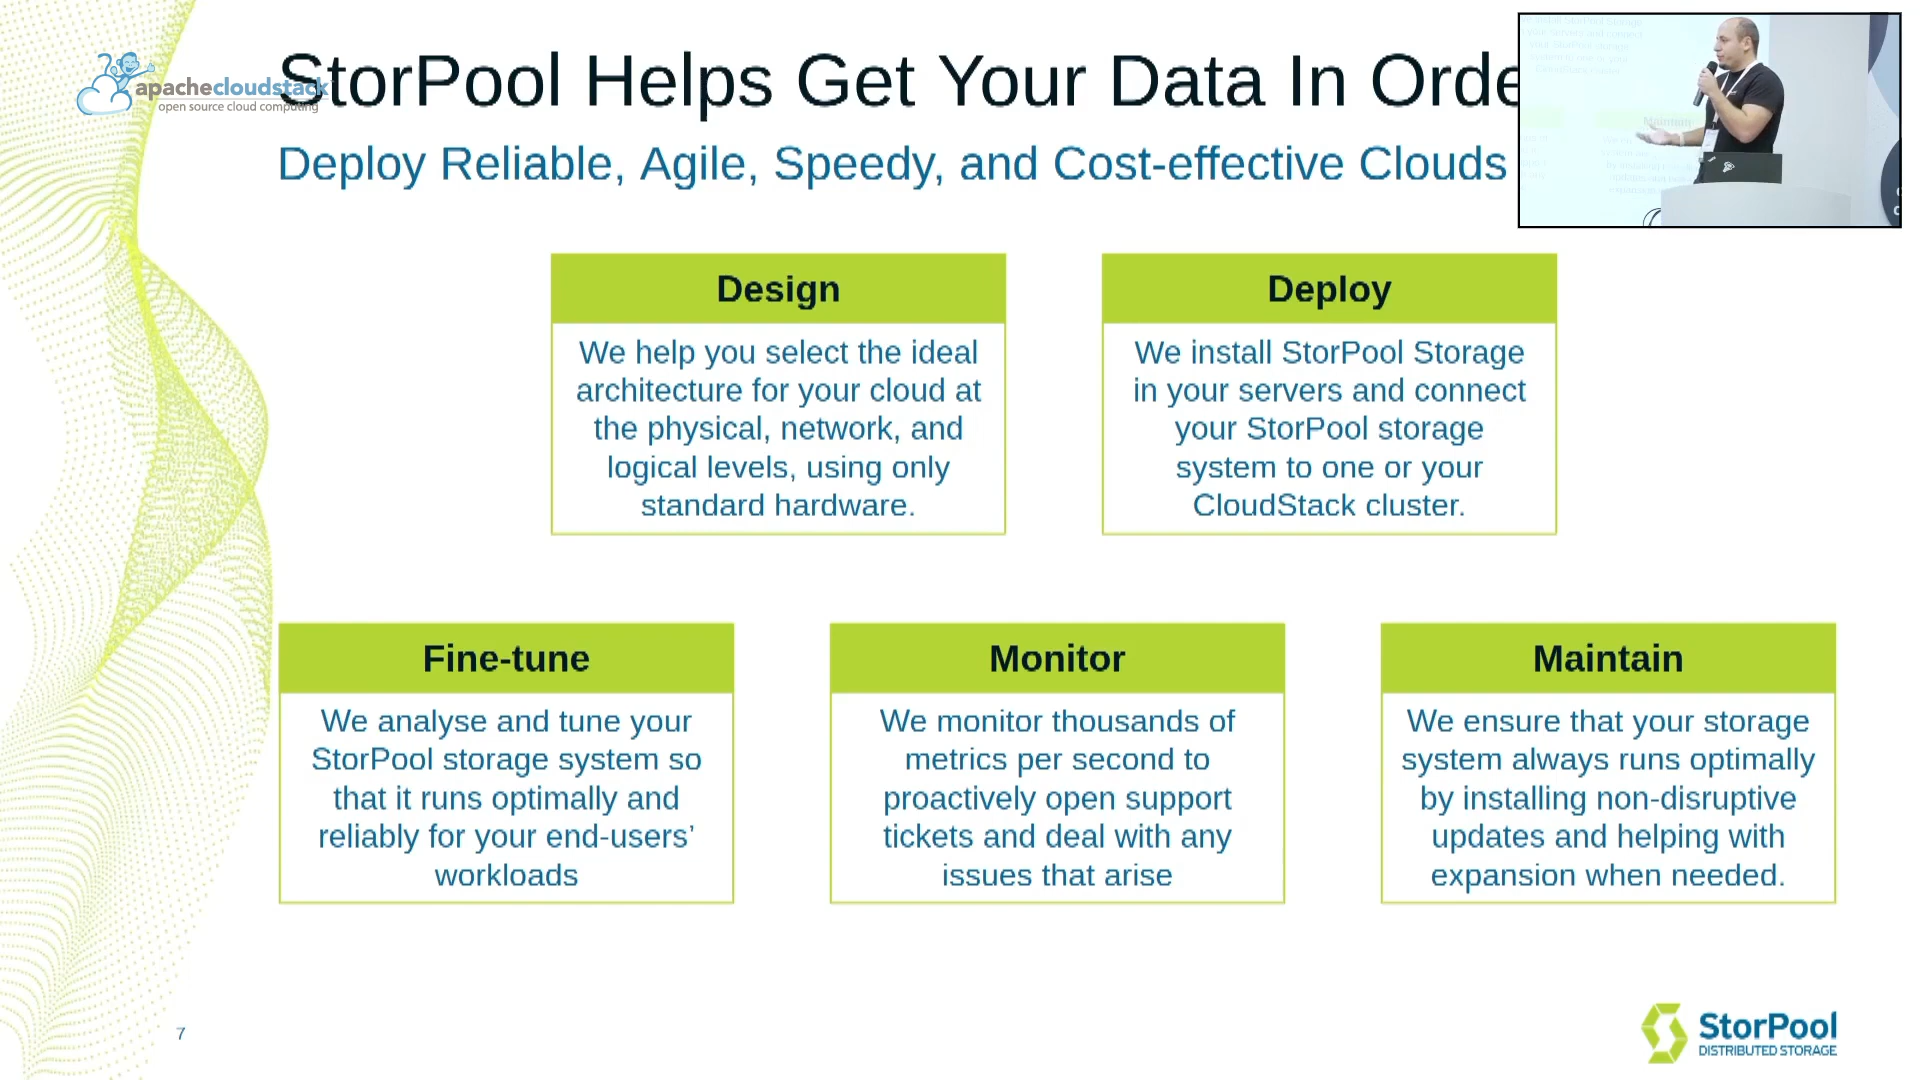 StorPool Helps Get Your Data In Orde
apachecloudstack
open source cloud computing
Deploy Reliable, Agile, Speedy, and Cost-effective Clouds
Design
We help you select the ideal
architecture for your cloud at
the physical, network, and
logical levels, using only
standard hardware.
Deploy
We install StorPool Storage
in your servers and connect
your StorPool storage
system to one or your
CloudStack cluster.
Fine-tune
We analyse and tune your
StorPool storage system so
that it runs optimally and
reliably for your end-users’
workloads
Monitor
We monitor thousands of
metrics per second to
proactively open support
tickets and deal with any
issues that arise
Maintain
We ensure that your storage
system always runs optimally
by installing non-disruptive
updates and helping with
expansion when needed.
7
StorPool
DISTRIBUTED STORAGE